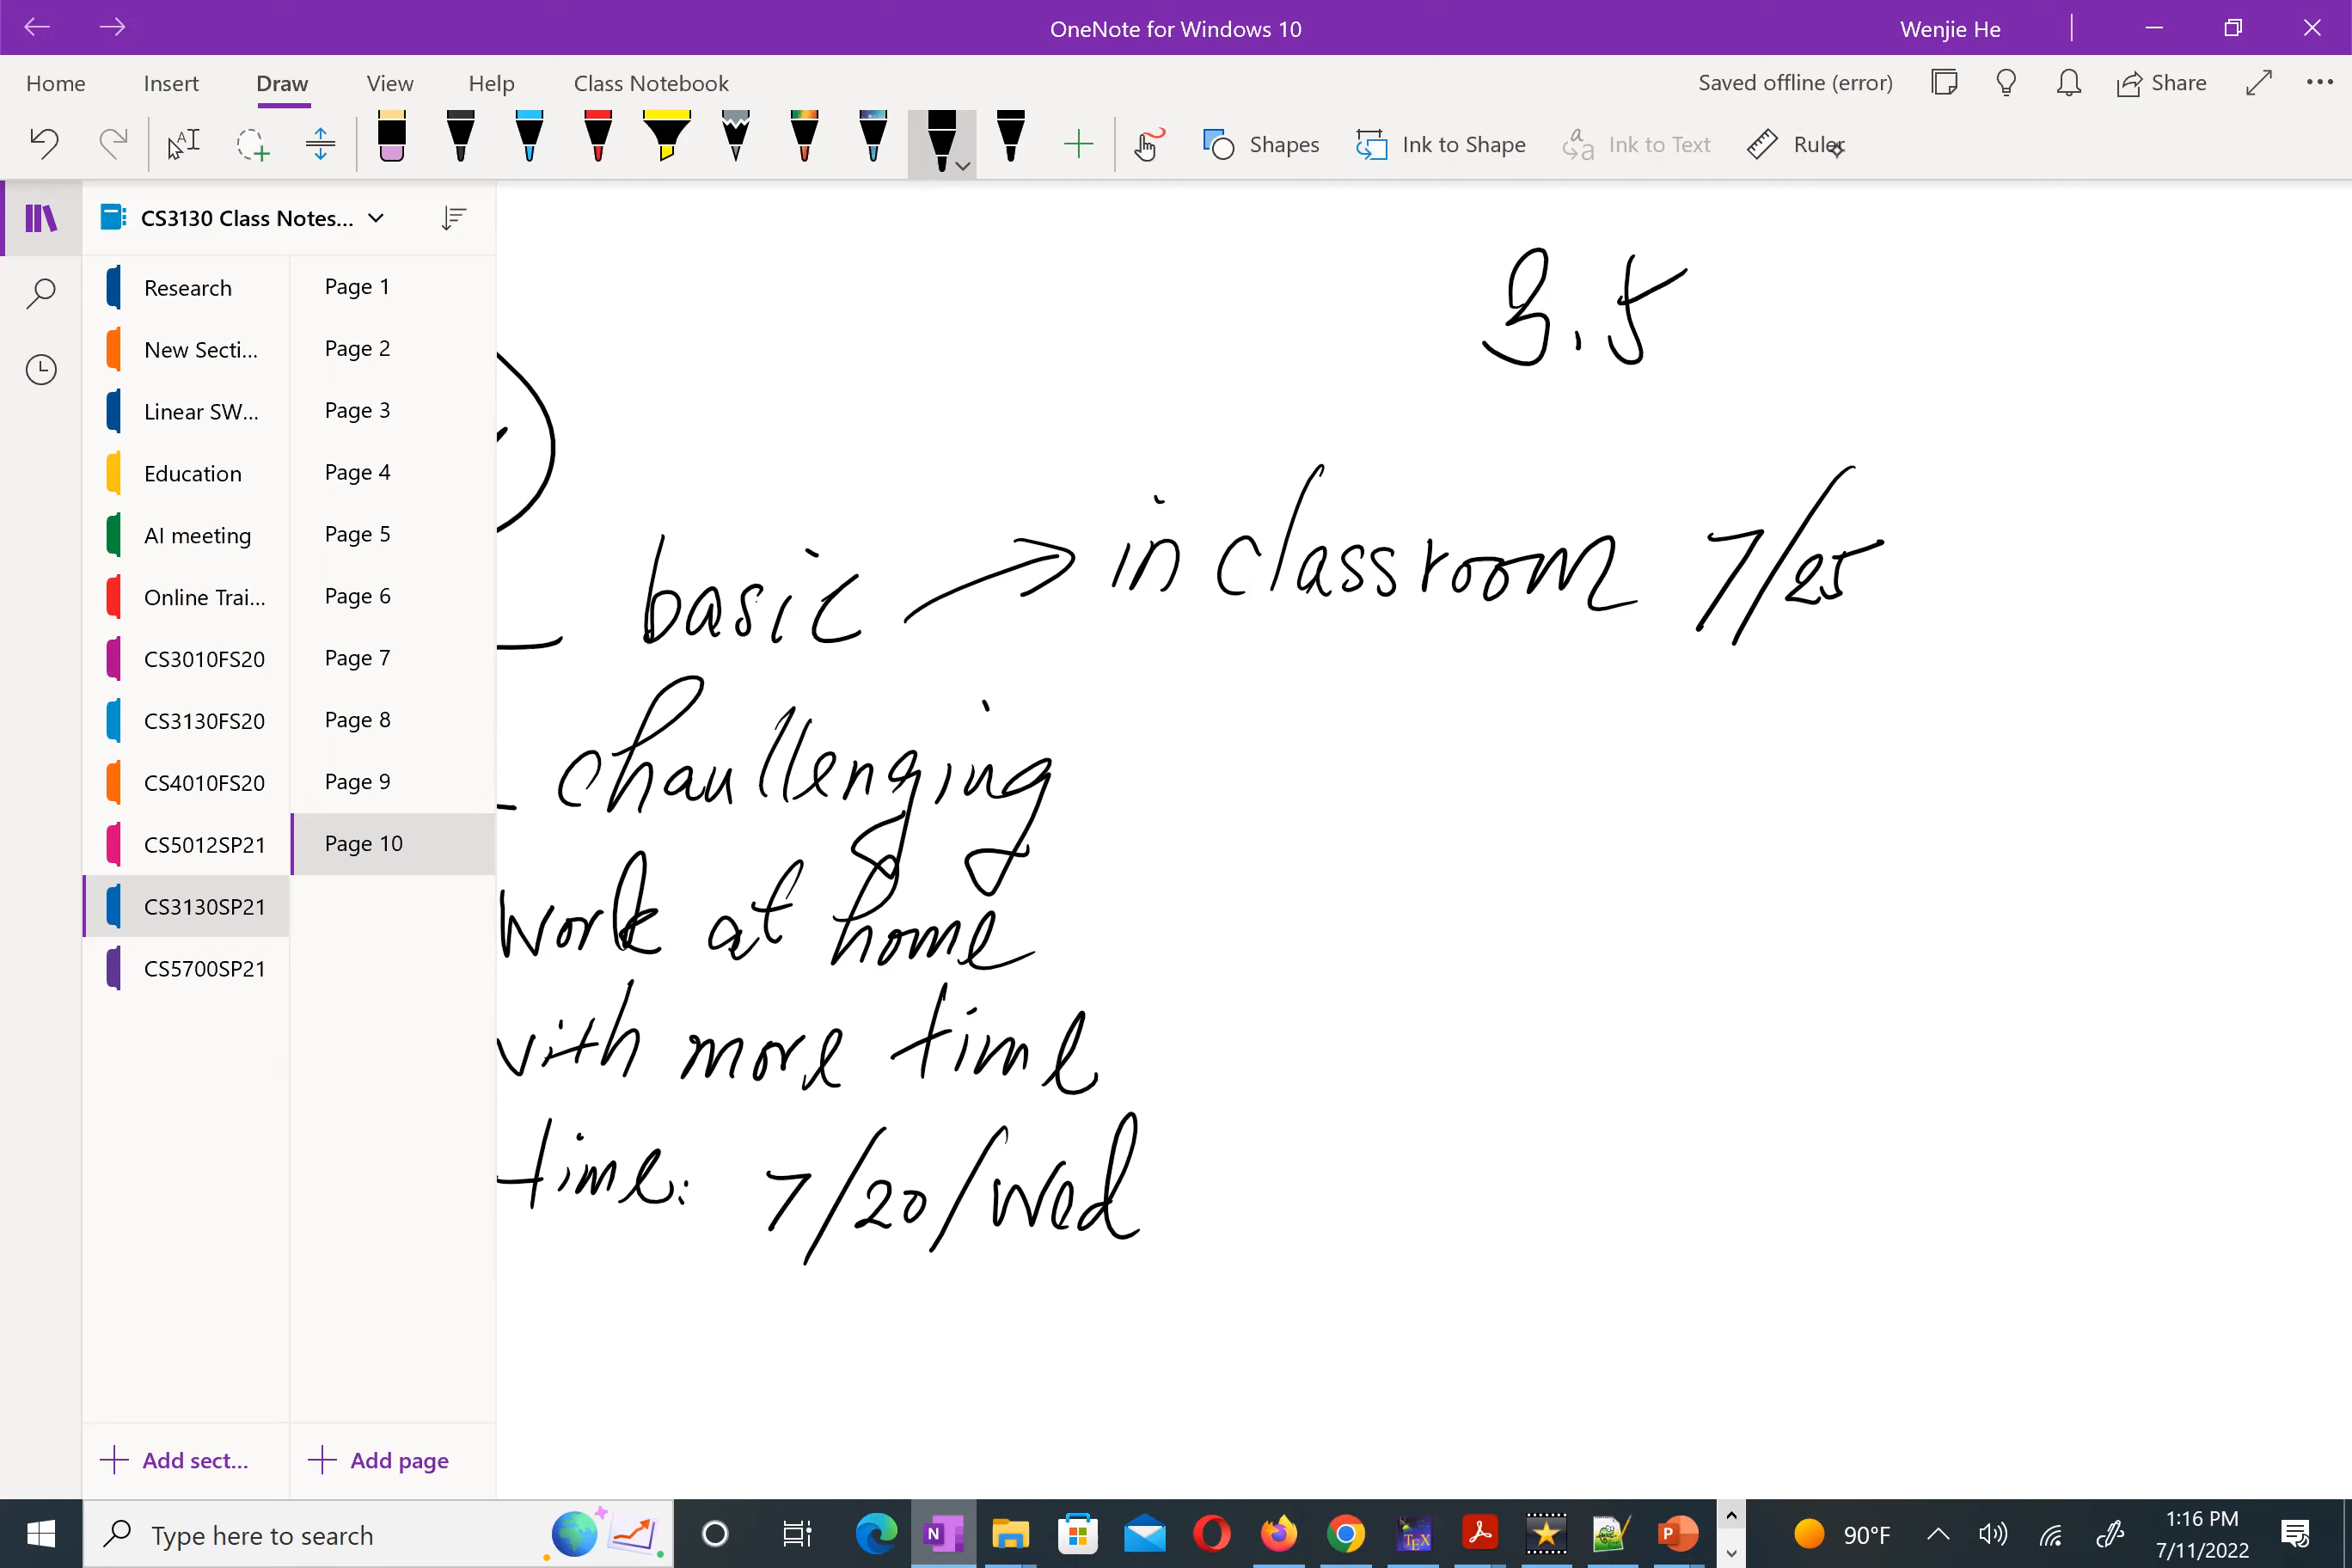 OneNote for Windows 10
Wenjie He
Home Insert Draw View Help Class Notebook
Saved offline (error) Share
Shapes Ink to Shape Ink to Text Ruler
CS3130 Class Notes...
Research
New Secti...
Linear SW...
Education
AI meeting
Online Trai...
CS3010FS20
CS3130FS20
CS4010FS20
CS5012SP21
CS3130SP21
CS5700SP21
Add sect...
Page 1
Page 2
Page 3
Page 4
Page 5
Page 6
Page 7
Page 8
Page 9
Page 10
Add page
3.5
basic → in classroom 7/25
challenging
work at home
with more time
time: 7/20/Wed
Type here to search
N
TEX
P
90°F
1:16 PM
7/11/2022